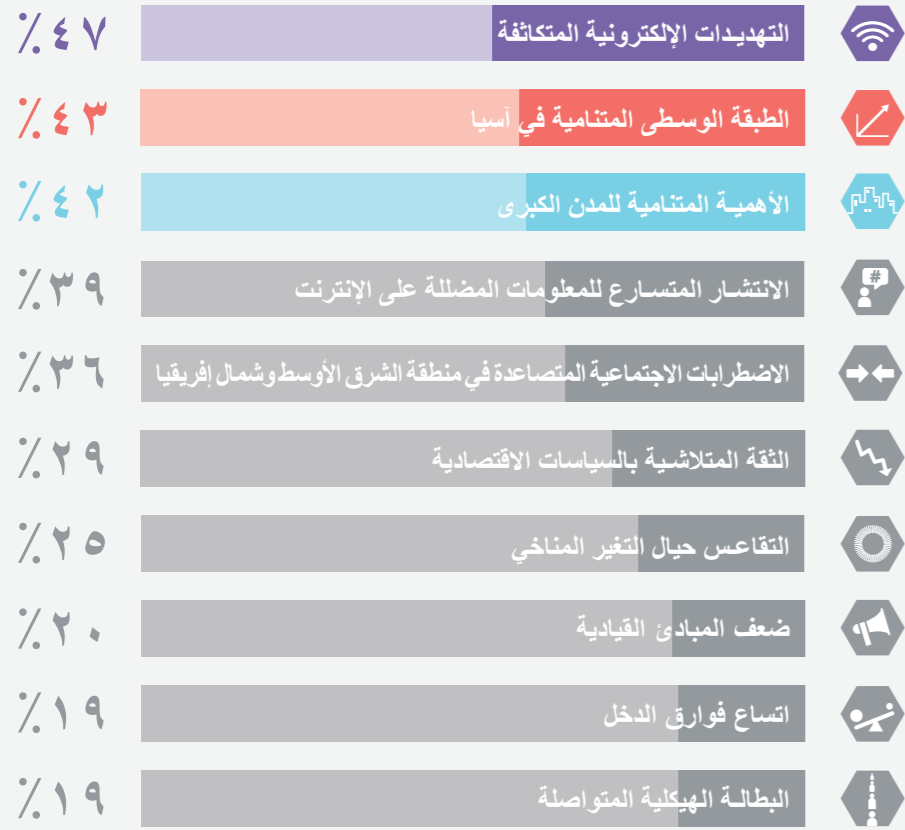 التهديدات الإلكترونية المتكاثفة ٤٧٪
الطبقة الوسطى المتنامية في آسيا ٤٣٪
الأهمية المتنامية للمدن الكبرى ٤٢٪
# الانتشار المتسارع للمعلومات المضللة على الإنترنت ٣٩٪
الاضطرابات الاجتماعية المتصاعدة في منطقة الشرق الأوسط وشمال إفريقيا ٣٦٪
الثقة المتلاشية بالسياسات الاقتصادية ٢٩٪
التقاعس حيال التغير المناخي ٢٥٪
ضعف المبادئ القيادية ٢٠٪
اتساع فوارق الدخل ١٩٪
البطالة الهيكلية المتواصلة ١٩٪